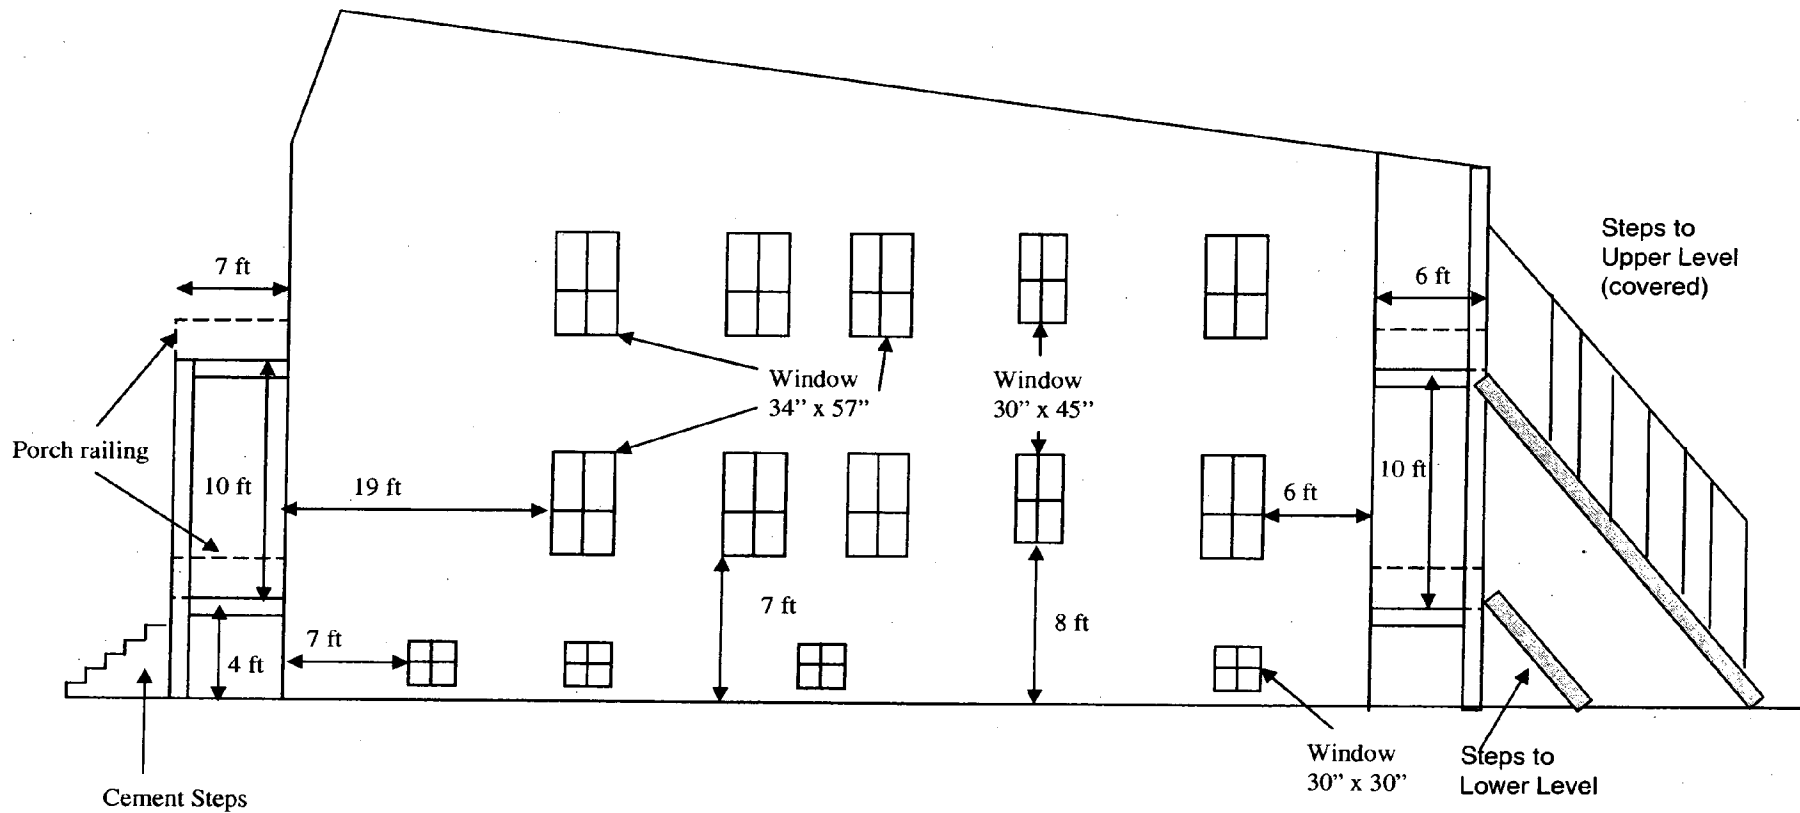 Steps to
Upper Level
(covered)
7 ft
6 ft
Window
34” x 57”
Window
30” x 45”
Porch railing
10 ft
19 ft
6 ft
10 ft
7 ft
8 ft
7 ft
4 ft
Window
30” x 30”
Steps to
Lower Level
Cement Steps